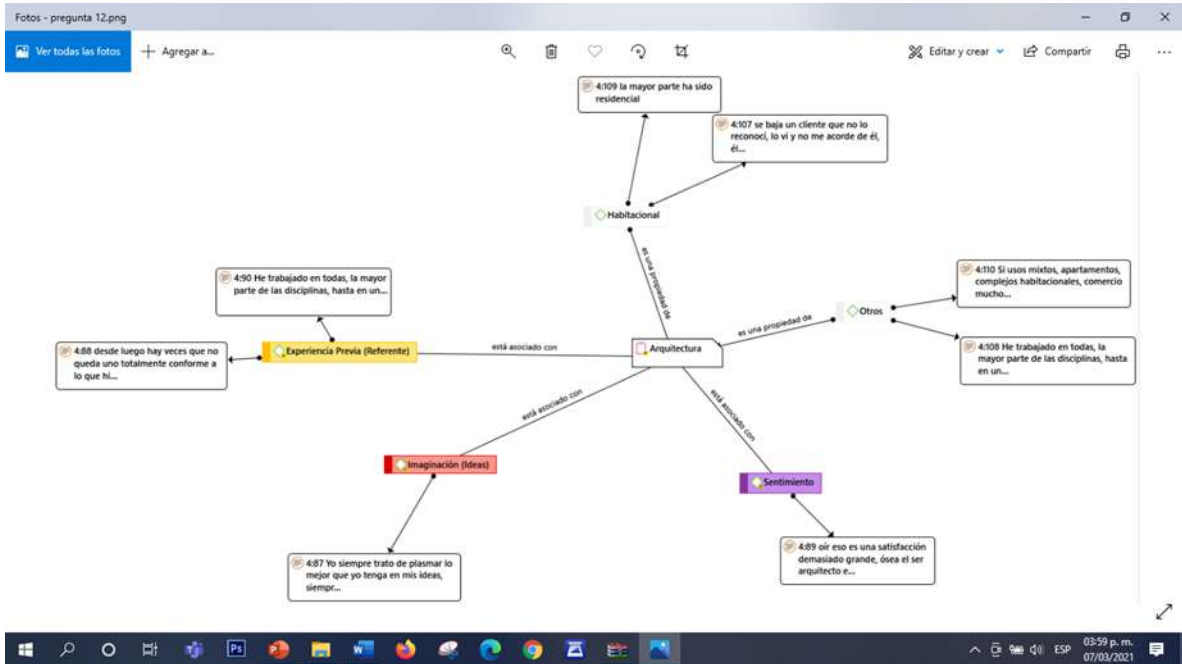 Fotos - pregunta 12.png
Ver todas las fotos
Agregar a...
Editar y crear
Compartir
4:109 la mayor parte ha sido
residencial
4:107 se baja un cliente que no lo
reconocí, lo vi y no me acorde de él,
él...
Habitacional
es una propiedad de
4:90 He trabajado en todas, la mayor
parte de las disciplinas, hasta en un...
4:110 Si usos mixtos, apartamentos,
complejos habitacionales, comercio
mucho...
Otros
es una propiedad de
4:88 desde luego hay veces que no
queda uno totalmente conforme a
lo que hi...
Experiencia Previa (Referente)
está asociado con
Arquitectura
4:108 He trabajado en todas, la
mayor parte de las disciplinas, hasta
en un...
está asociado con
está asociado con
Imaginación (Ideas)
Sentimiento
4:87 Yo siempre trato de plasmar lo
mejor que yo tenga en mis ideas,
siempr...
4:89 oír eso es una satisfacción
demasiado grande, ósea el ser
arquitecto e...
Ps
ESP
03:59 p. m.
07/03/2021